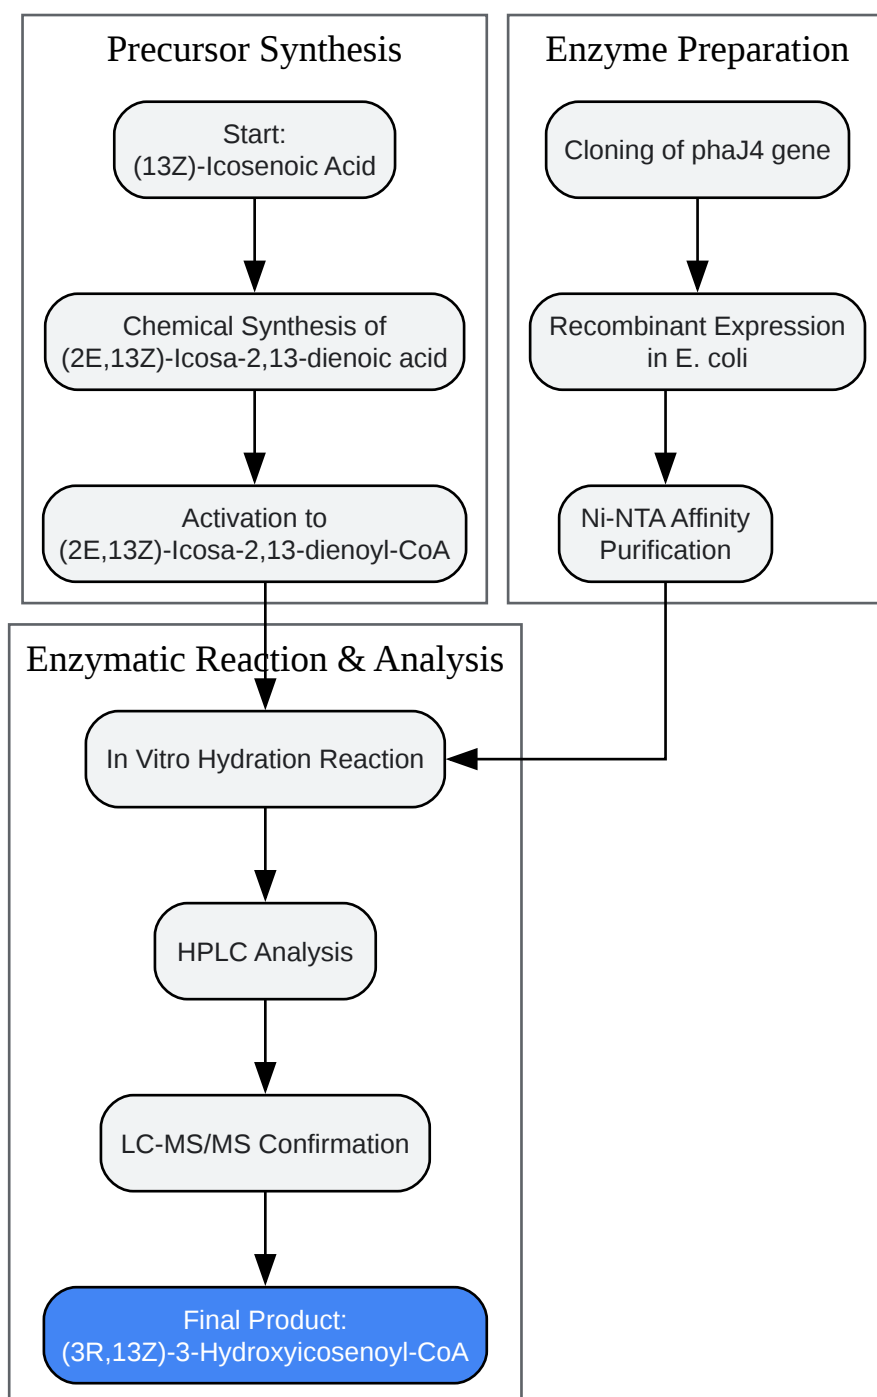 Precursor Synthesis
Start:
(13Z)-Icosenoic Acid
Chemical Synthesis of
(2E,13Z)-Icosa-2,13-dienoic acid
Activation to
(2E,13Z)-Icosa-2,13-dienoyl-CoA
Enzyme Preparation
Cloning of phaJ4 gene
Recombinant Expression
in E. coli
Ni-NTA Affinity
Purification
Enzymatic Reaction & Analysis
In Vitro Hydration Reaction
HPLC Analysis
LC-MS/MS Confirmation
Final Product:
(3R,13Z)-3-Hydroxyicosenoyl-CoA